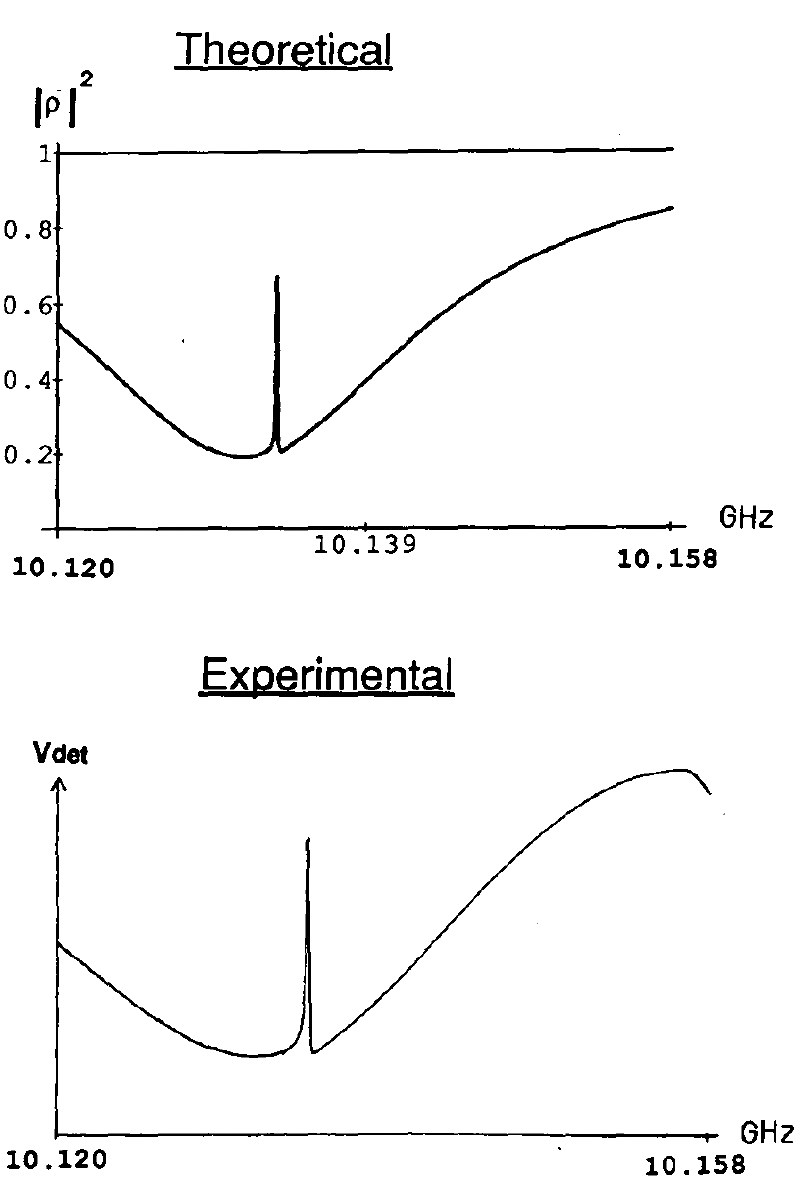 Theoretical
|ρ|²
1
0.8
0.6
0.4
0.2
GHz
10.120
10.139
10.158
Experimental
Vdet
GHz
10.120
10.158